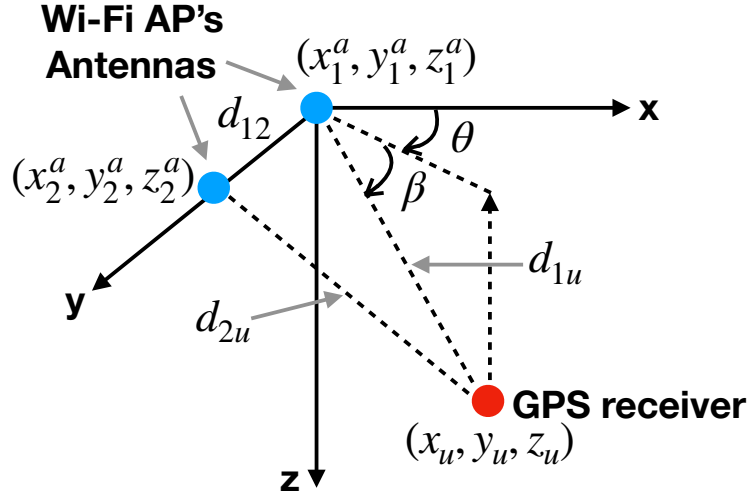 Wi-Fi AP's
Antennas
(x₁ᵃ, y₁ᵃ, z₁ᵃ)
x
d₁₂
θ
(x₂ᵃ, y₂ᵃ, z₂ᵃ)
β
d₁ᵤ
y
d₂ᵤ
GPS receiver
(xᵤ, yᵤ, zᵤ)
z